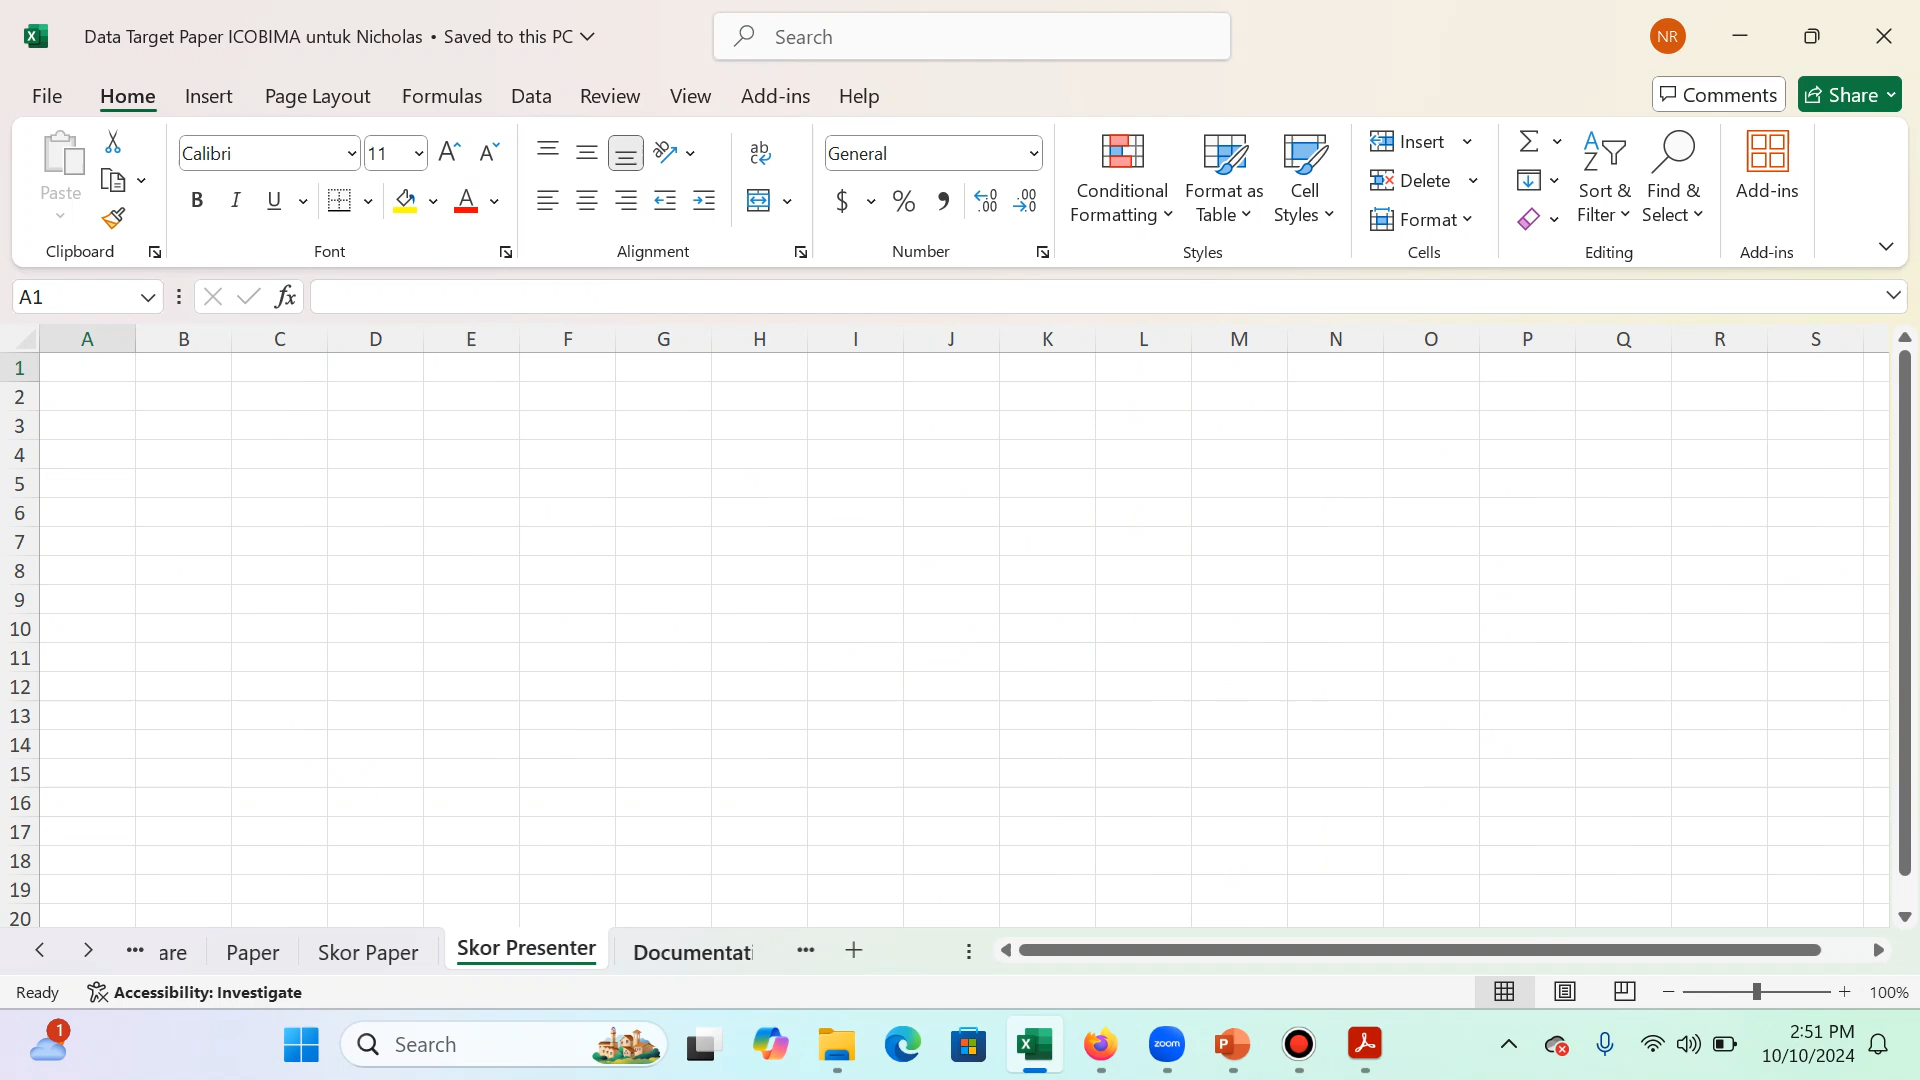 Data Target Paper ICOBIMA untuk Nicholas • Saved to this PC
Search
NR
File Home Insert Page Layout Formulas Data Review View Add-ins Help
Comments Share
Paste
Clipboard
Calibri 11
B I U A
Font
ab
Alignment
General
$ % 9
Number
Conditional Formatting
Format as Table
Cell Styles
Styles
Insert
Delete
Format
Cells
Sort & Filter
Find & Select
Editing
Add-ins
Add-ins
A1 fx
A B C D E F G H I J K L M N O P Q R S
1
2
3
4
5
6
7
8
9
10
11
12
13
14
15
16
17
18
19
20
are Paper Skor Paper Skor Presenter Documentati
Ready Accessibility: Investigate 100%
1
Search
zoom
2:51 PM
10/10/2024